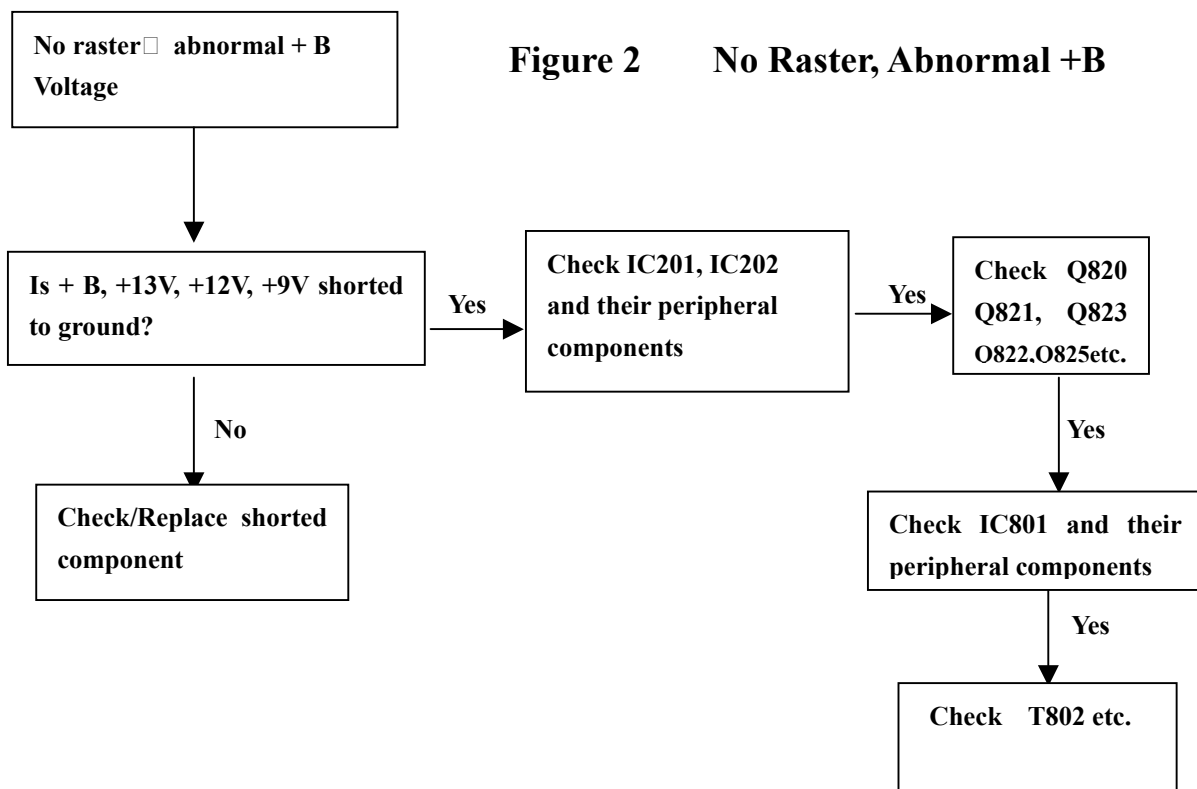 No raster□ abnormal + B
Voltage
Figure 2 No Raster, Abnormal +B
Is + B, +13V, +12V, +9V shorted
to ground?
Yes
Check IC201, IC202
and their peripheral
components
Yes
Check Q820
Q821, Q823
Q822,Q825etc.
No
Yes
Check/Replace shorted
component
Check IC801 and their
peripheral components
Yes
Check T802 etc.